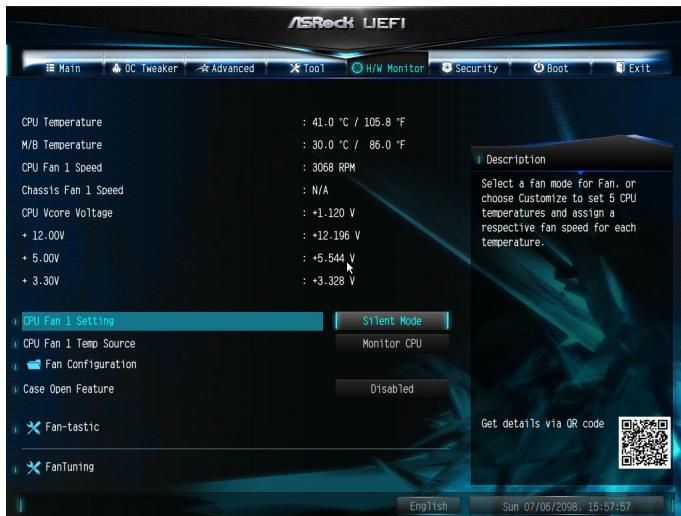 ASRock UEFI
Main OC Tweaker Advanced Tool H/W Monitor Security Boot Exit
CPU Temperature : 41.0 °C / 105.8 °F
M/B Temperature : 30.0 °C / 86.0 °F
CPU Fan 1 Speed : 3068 RPM
Chassis Fan 1 Speed : N/A
CPU Vcore Voltage : +1.120 V
+ 12.00V : +12.196 V
+ 5.00V : +5.544 V
+ 3.30V : +3.328 V
CPU Fan 1 Setting Silent Mode
CPU Fan 1 Temp Source Monitor CPU
Fan Configuration
Case Open Feature Disabled
Fan-tastic
FanTuning
Description
Select a fan mode for Fan, or
choose Customize to set 5 CPU
temperatures and assign a
respective fan speed for each
temperature.
Get details via QR code
English Sun 07/06/2098, 15:57:57